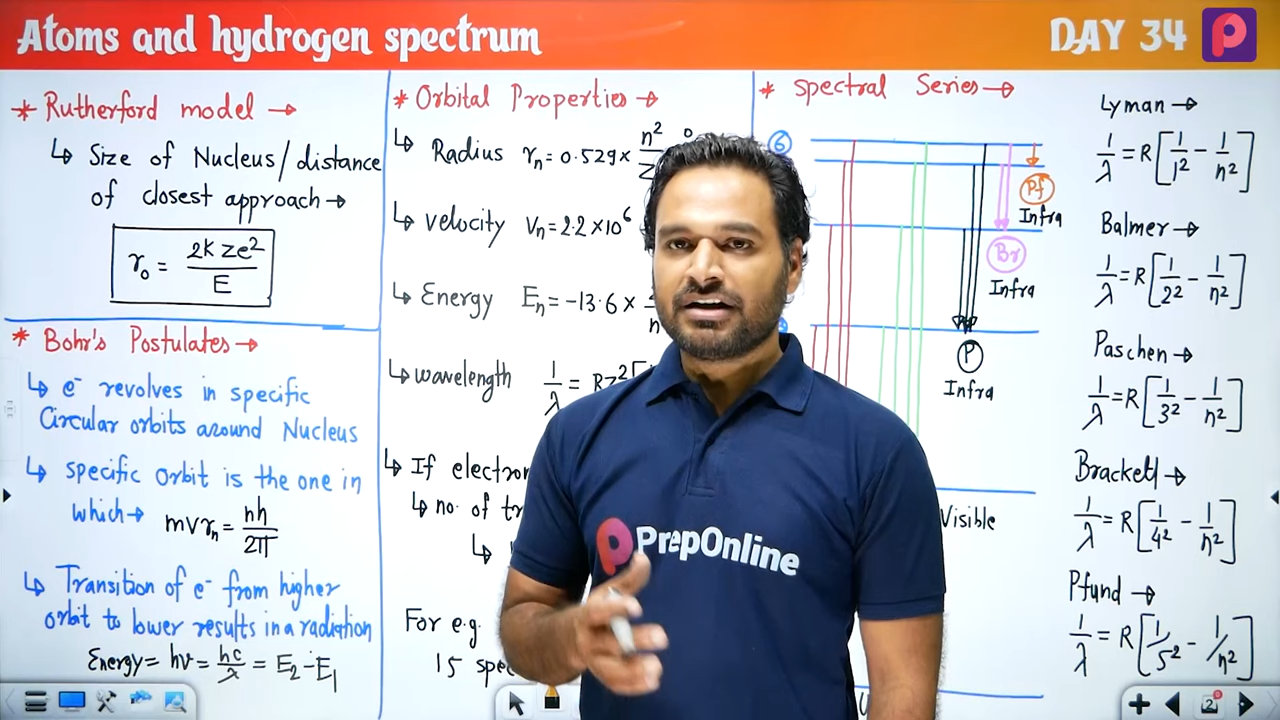 Atoms and hydrogen spectrum
DAY 34
* Rutherford model →
↳ Size of Nucleus/distance
of closest approach →
r₀ = 2kze²/E
* Bohr's Postulates →
↳ e⁻ revolves in specific
Circular orbits around Nucleus
↳ specific orbit is the one in
which → mvrₙ = nh/2π
↳ Transition of e⁻ from higher
orbit to lower results in a radiation
Energy = hν = hc/λ = E₂ - E₁
* Orbital Properties →
↳ Radius rₙ = 0.529 × n²/Z
↳ velocity Vₙ = 2.2 × 10⁶
↳ Energy Eₙ = -13.6 ×
↳ wavelength 1/λ = RZ²[
↳ If
↳ no. of
For e.g.
15
* Spectral Series →
6
Pf
Infra
Br
Infra
P
Infra
Visible
Lyman →
1/λ = R[1/1² - 1/n²]
Balmer →
1/λ = R[1/2² - 1/n²]
Paschen →
1/λ = R[1/3² - 1/n²]
Brackett →
1/λ = R[1/4² - 1/n²]
Pfund →
1/λ = R[1/5² - 1/n²]
PrepOnline
2